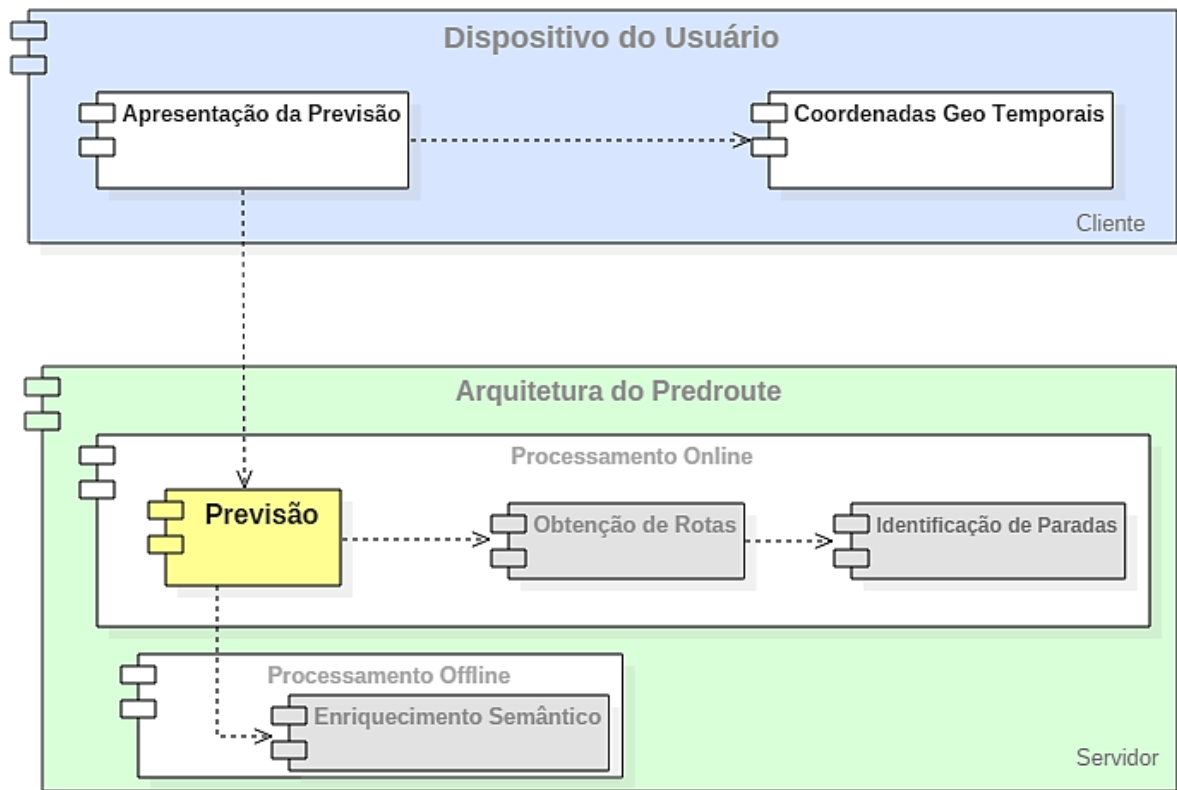 Dispositivo do Usuário
Apresentação da Previsão
Coordenadas Geo Temporais
Cliente
Arquitetura do Predroute
Processamento Online
Previsão
Obtenção de Rotas
Identificação de Paradas
Processamento Offline
Enriquecimento Semântico
Servidor